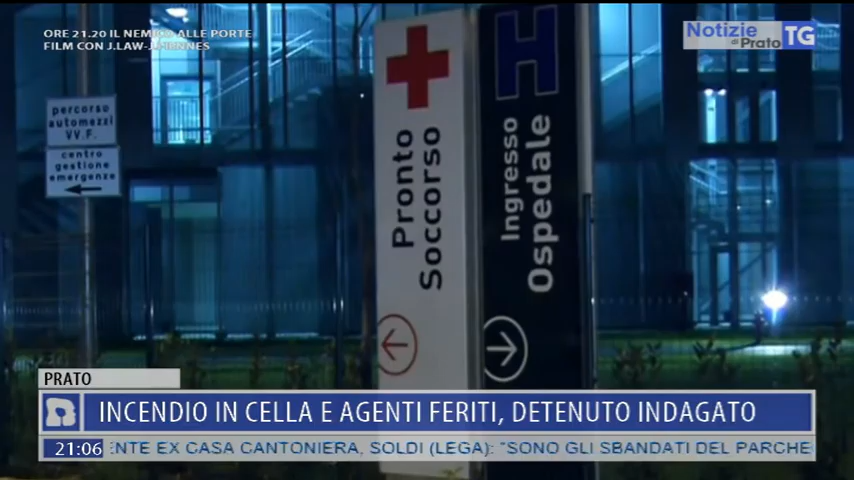 ORE 21.20 IL NEMICO ALLE PORTE
FILM CON J.LAW-J.FIENNES
Notizie
di Prato
TG
percorso
automezzi
VV.F.
centro
gestione
emergenze
Pronto
Soccorso
H
Ingresso
Ospedale
PRATO
INCENDIO IN CELLA E AGENTI FERITI, DETENUTO INDAGATO
21:06
ENTE EX CASA CANTONIERA, SOLDI (LEGA): "SONO GLI SBANDATI DEL PARCHE